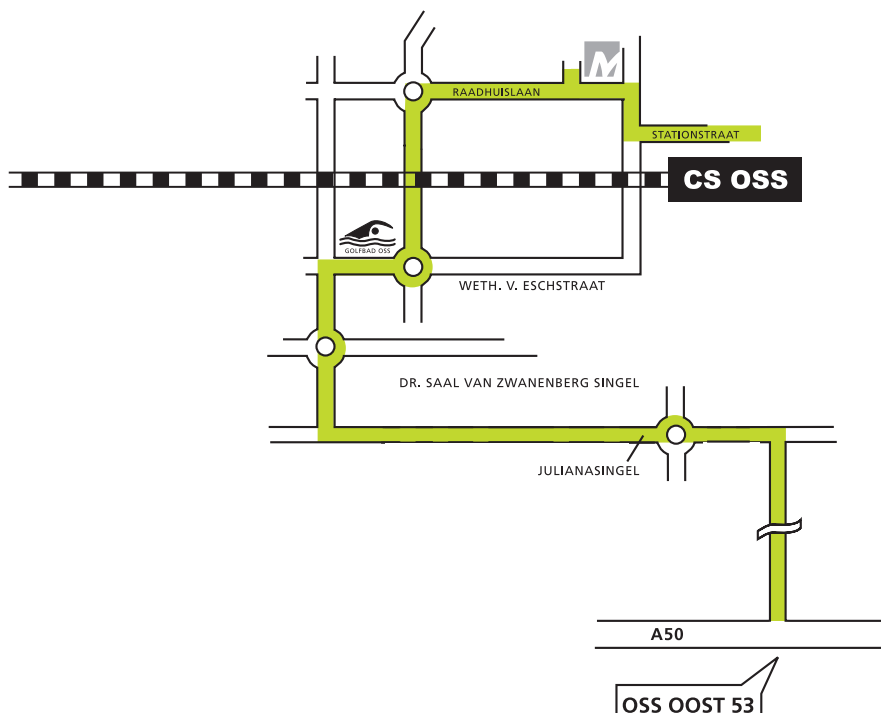 M
RAADHUISLAAN
STATIONSTRAAT
CS OSS
GOLFBAD OSS
WETH. V. ESCHSTRAAT
DR. SAAL VAN ZWANENBERG SINGEL
JULIANASINGEL
A50
OSS OOST 53